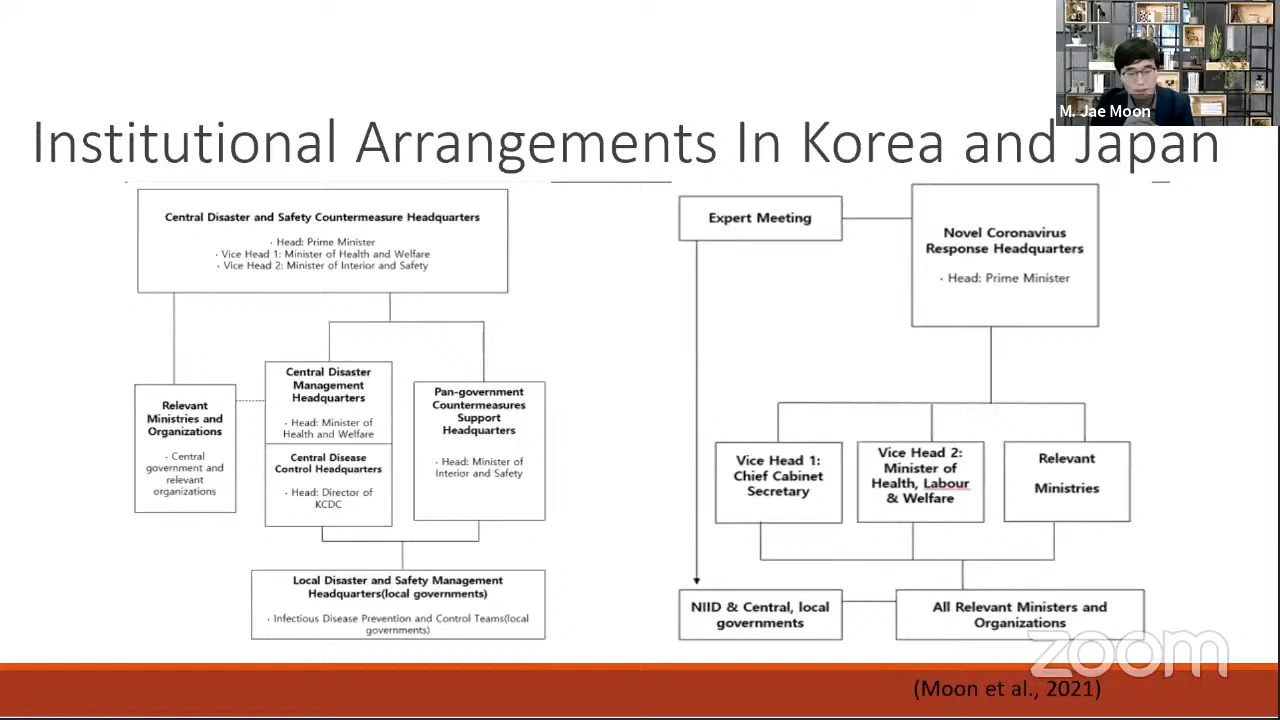 M. Jae Moon
Institutional Arrangements In Korea and Japan
Central Disaster and Safety Countermeasure Headquarters
- Head: Prime Minister
- Vice Head 1: Minister of Health and Welfare
- Vice Head 2: Minister of Interior and Safety
Relevant
Ministries and
Organizations
- Central
government and
relevant
organizations
Central Disaster
Management
Headquarters
- Head: Minister of
Health and Welfare
Central Disease
Control Headquarters
- Head: Director of
KCDC
Pan-government
Countermeasures
Support
Headquarters
- Head: Minister of
Interior and Safety
Local Disaster and Safety Management
Headquarters(local governments)
- Infectious Disease Prevention and Control Teams(local
governments)
Expert Meeting
Novel Coronavirus
Response Headquarters
- Head: Prime Minister
Vice Head 1:
Chief Cabinet
Secretary
Vice Head 2:
Minister of
Health, Labour
& Welfare
Relevant
Ministries
NIID & Central, local
governments
All Relevant Ministers and
Organizations
zoom
(Moon et al., 2021)